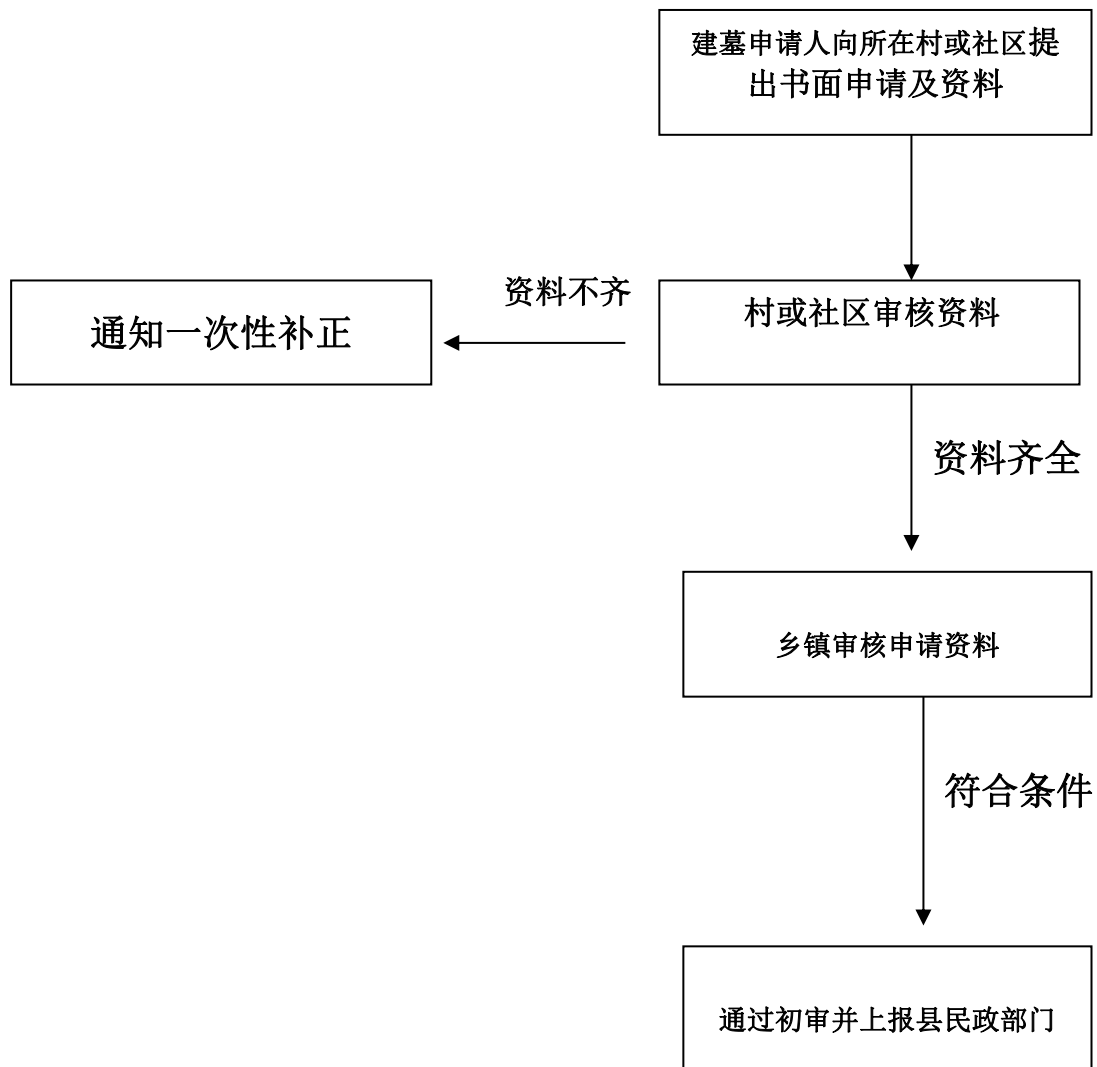 建墓申请人向所在村或社区提
出书面申请及资料
资料不齐
村或社区审核资料
通知一次性补正
资料齐全
乡镇审核申请资料
符合条件
通过初审并上报县民政部门